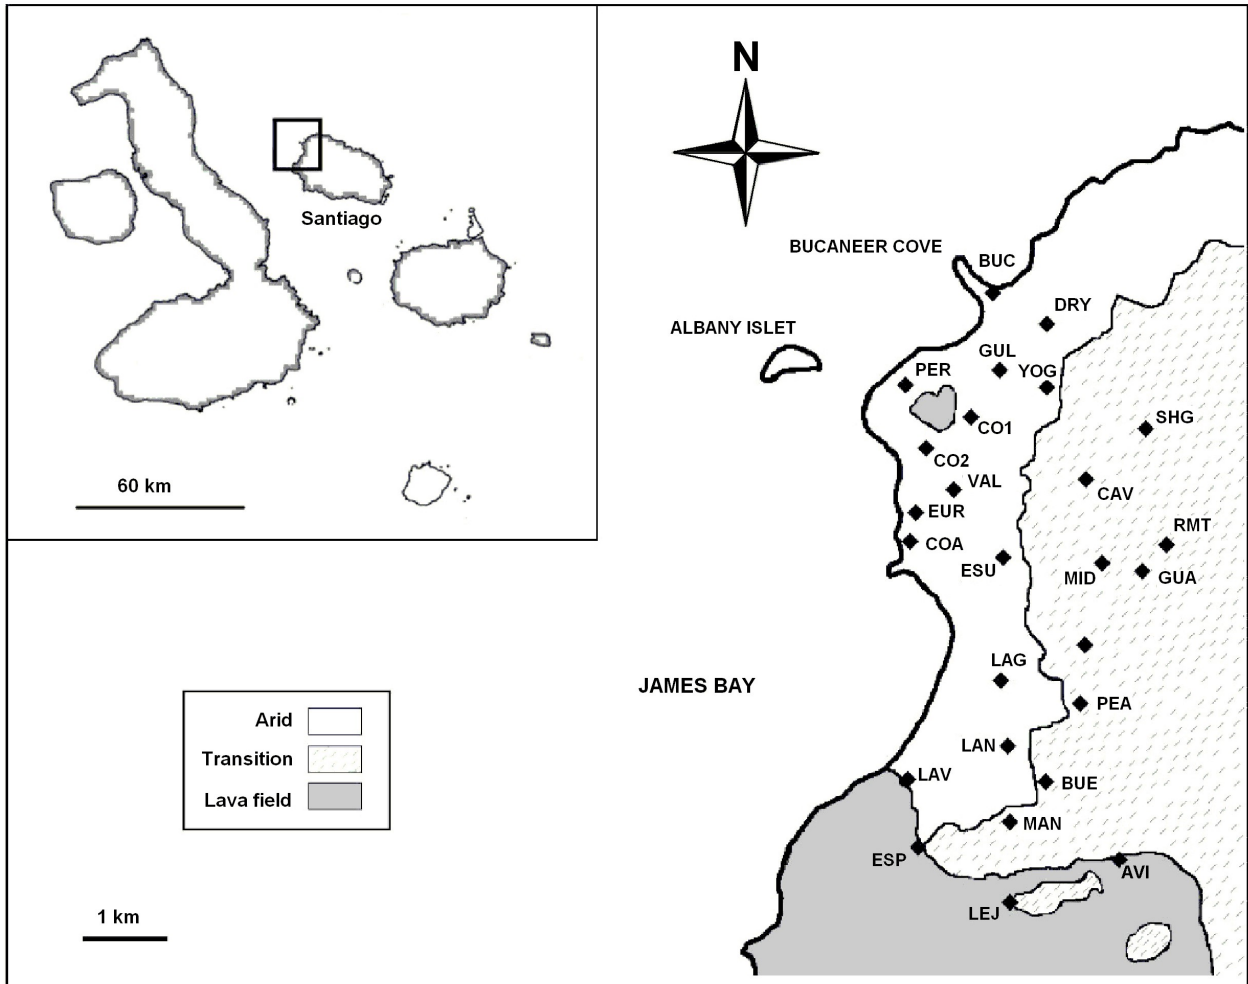 N
BUCANEER COVE
BUC
DRY
ALBANY ISLET
GUL
PER
YOG
SHG
CO1
CO2
CAV
VAL
EUR
RMT
COA
ESU
MID
GUA
LAG
JAMES BAY
PEA
LAN
LAV
BUE
MAN
ESP
AVI
LEJ
Santiago
60 km
Arid
Transition
Lava field
1 km